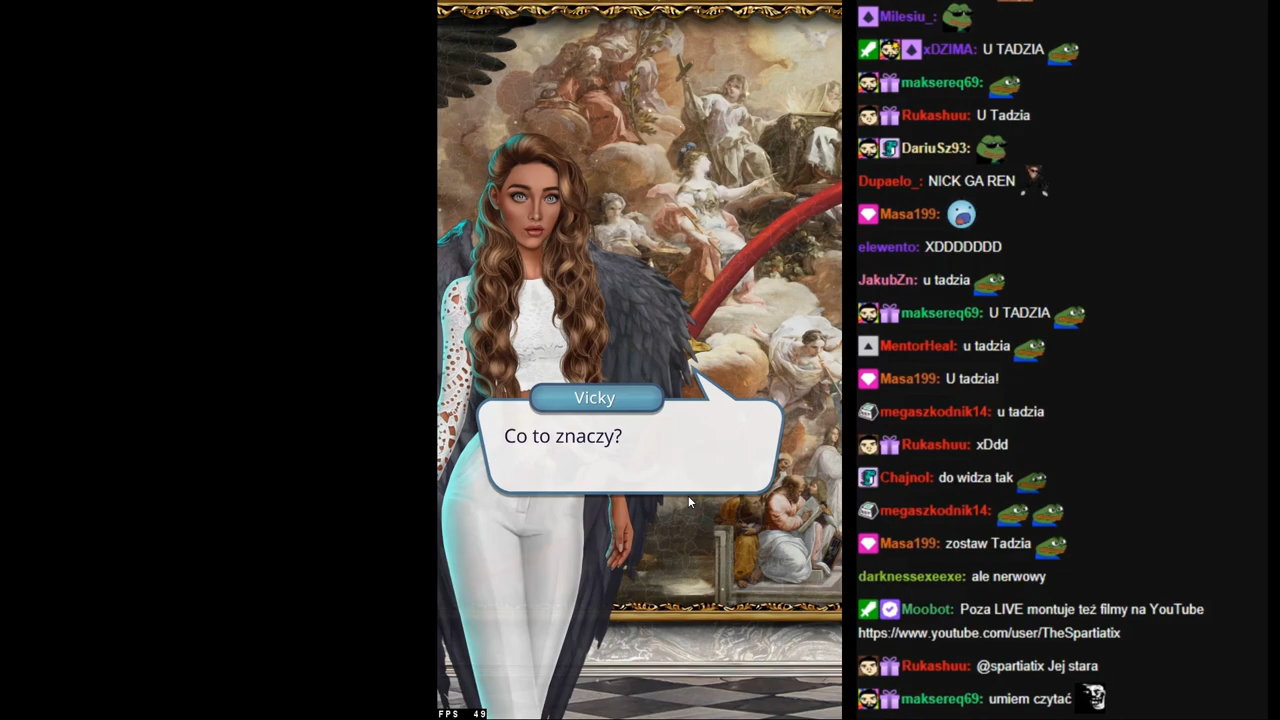 Vicky
Co to znaczy?
FPS 49
Milesiu_:
xDZIMA: U TADZIA
maksereq69:
Rukashuu: U Tadzia
DariuSz93:
Dupaelo_: NICK GA REN
Masa199:
elewento: XDDDDDDD
JakubZn: u tadzia
maksereq69: U TADZIA
MentorHeal: u tadzia
Masa199: U tadzia!
megaszkodnik14: u tadzia
Rukashuu: xDdd
Chajnol: do widza tak
megaszkodnik14:
Masa199: zostaw Tadzia
darknessexeexe: ale nerwowy
Moobot: Poza LIVE montuje też filmy na YouTube
https://www.youtube.com/user/TheSpartiatix
Rukashuu: @spartiatix Jej stara
maksereq69: umiem czytać